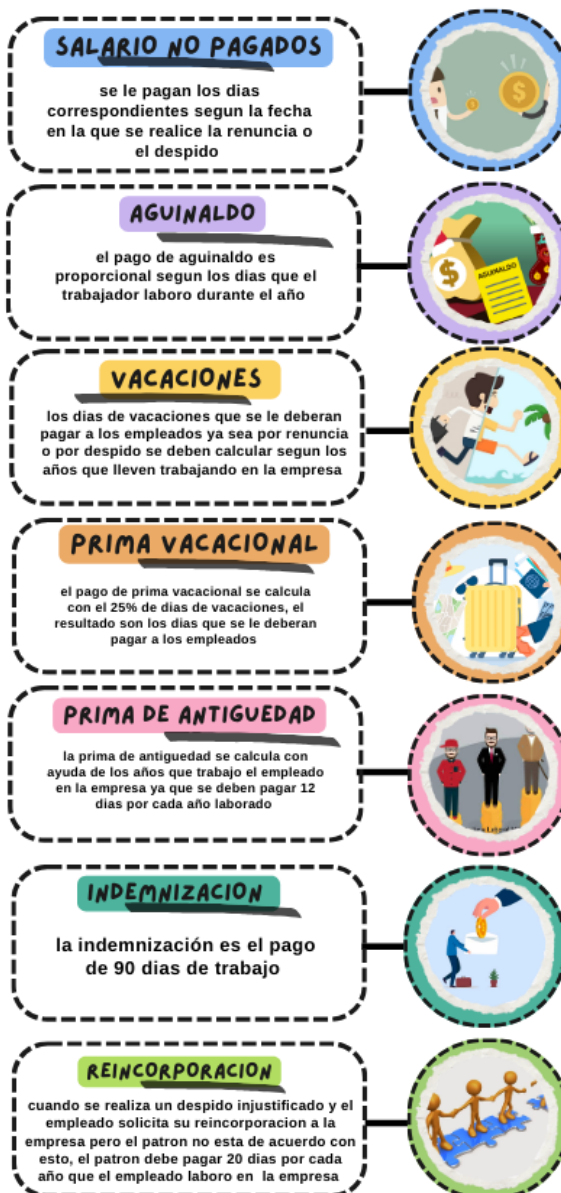 SALARIO NO PAGADOS
se le pagan los dias
correspondientes segun la fecha
en la que se realice la renuncia o
el despido
AGUINALDO
el pago de aguinaldo es
proporcional segun los dias que el
trabajador laboro durante el año
AGUINALDO
VACACIONES
los dias de vacaciones que se le deberan
pagar a los empleados ya sea por renuncia
o por despido se deben calcular segun los
años que lleven trabajando en la empresa
PRIMA VACACIONAL
el pago de prima vacacional se calcula
con el 25% de dias de vacaciones, el
resultado son los dias que se le deberan
pagar a los empleados
PRIMA DE ANTIGUEDAD
la prima de antiguedad se calcula con
ayuda de los años que trabajo el empleado
en la empresa ya que se deben pagar 12
dias por cada año laborado
INDEMNIZACION
la indemnización es el pago
de 90 dias de trabajo
REINCORPORACION
cuando se realiza un despido injustificado y el
empleado solicita su reincorporacion a la
empresa pero el patron no esta de acuerdo con
esto, el patron debe pagar 20 dias por cada
año que el empleado laboro en la empresa